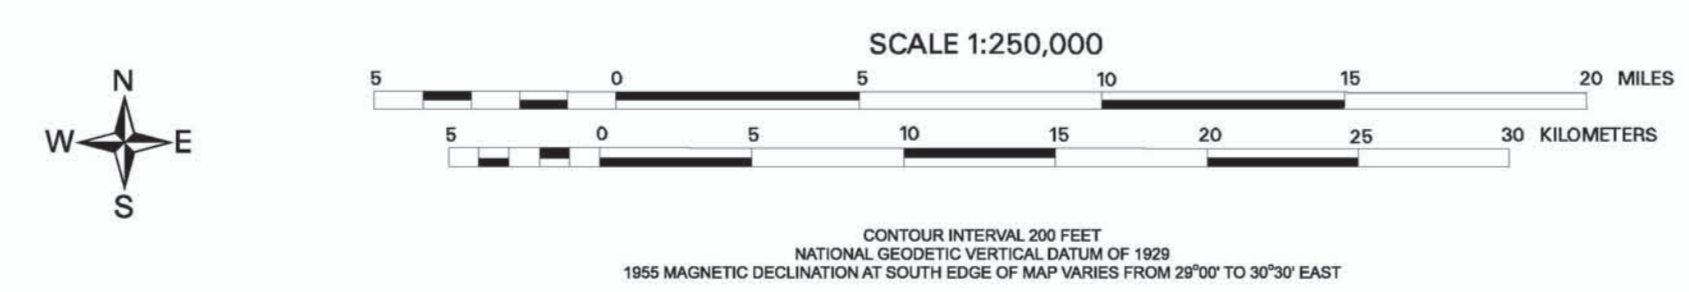 SCALE 1:250,000
5 0 5 10 15 20 MILES
N
W E
S
5 0 5 10 15 20 25 30 KILOMETERS
CONTOUR INTERVAL 200 FEET
NATIONAL GEODETIC VERTICAL DATUM OF 1929
1955 MAGNETIC DECLINATION AT SOUTH EDGE OF MAP VARIES FROM 29°00' TO 30°30' EAST